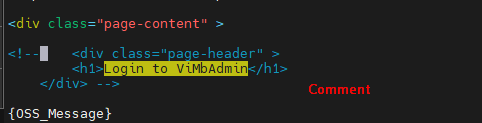 <div class="page-content" >
<!-- <div class="page-header" >
<h1>Login to ViMbAdmin</h1>
</div> -->
Comment
{OSS_Message}